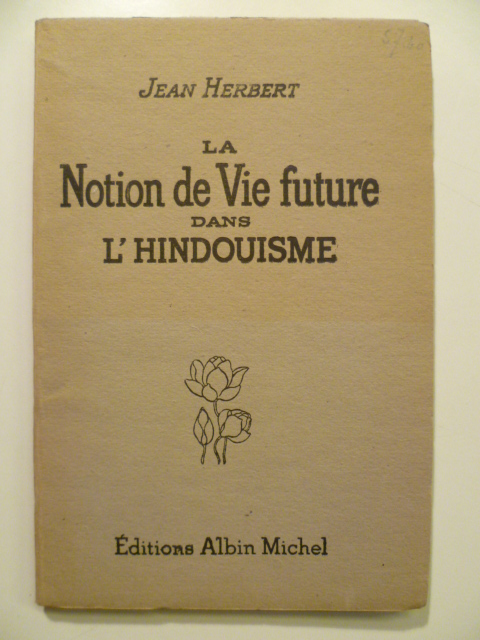 JEAN HERBERT
LA
Notion de Vie future
DANS
L'HINDOUISME
Éditions Albin Michel